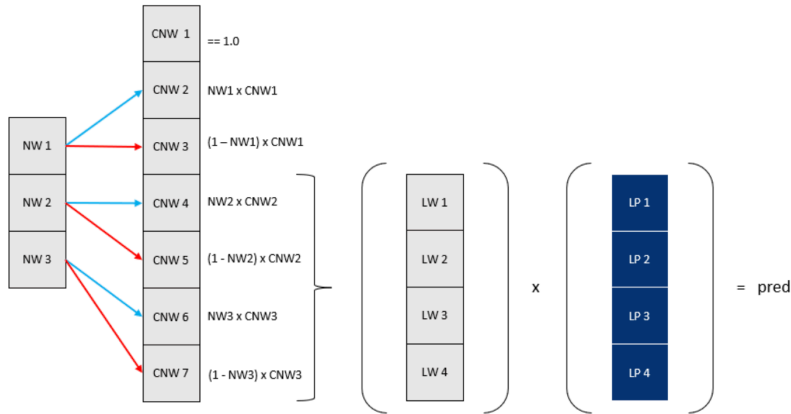 CNW 1
== 1.0
CNW 2
NW1 x CNW1
NW 1
CNW 3
(1 – NW1) x CNW1
NW 2
CNW 4
NW2 x CNW2
LW 1
LP 1
NW 3
CNW 5
(1 - NW2) x CNW2
LW 2
LP 2
x
= pred
CNW 6
NW3 x CNW3
LW 3
LP 3
CNW 7
(1 - NW3) x CNW3
LW 4
LP 4